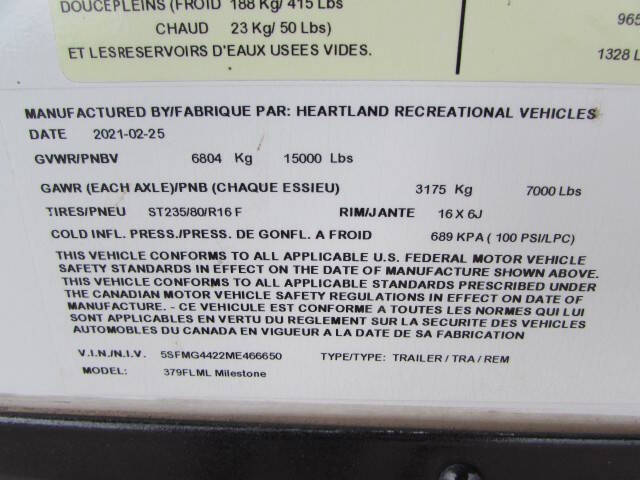 DOUCEPLEINS (FROID 188 Kg/ 415 Lbs
CHAUD 23 Kg/ 50 Lbs)
965
ET LESRESERVOIRS D'EAUX USEES VIDES.
1328 L
MANUFACTURED BY/FABRIQUE PAR: HEARTLAND RECREATIONAL VEHICLES
DATE 2021-02-25
GVWR/PNBV 6804 Kg 15000 Lbs
GAWR (EACH AXLE)/PNB (CHAQUE ESSIEU) 3175 Kg 7000 Lbs
TIRES/PNEU ST235/80/R16 F RIM/JANTE 16 X 6J
COLD INFL. PRESS./PRESS. DE GONFL. A FROID 689 KPA ( 100 PSI/LPC)
THIS VEHICLE CONFORMS TO ALL APPLICABLE U.S. FEDERAL MOTOR VEHICLE
SAFETY STANDARDS IN EFFECT ON THE DATE OF MANUFACTURE SHOWN ABOVE.
THIS VEHICLE CONFORMS TO ALL APPLICABLE STANDARDS PRESCRIBED UNDER
THE CANADIAN MOTOR VEHICLE SAFETY REGULATIONS IN EFFECT ON DATE OF
MANUFACTURE. - CE VEHICULE EST CONFORME A TOUTES LES NORMES QUI LUI
SONT APPLICABLES EN VERTU DU REGLEMENT SUR LA SECURITE DES VEHICLES
AUTOMOBILES DU CANADA EN VIGUEUR A LA DATE DE SA FABRICATION
V.I.N./N.I.V. 5SFMG4422ME466650 TYPE/TYPE: TRAILER / TRA / REM
MODEL: 379FLML Milestone